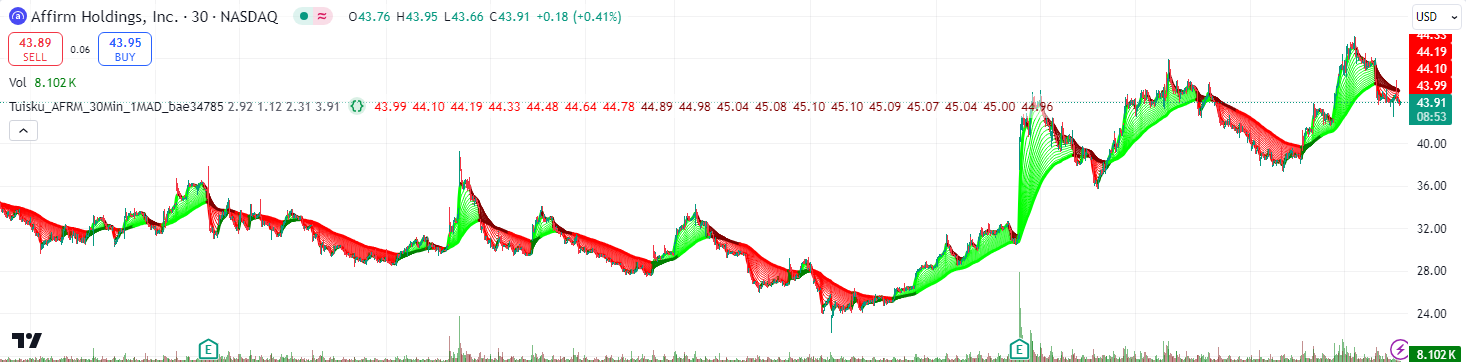 Affirm Holdings, Inc. · 30 · NASDAQ O43.76 H43.95 L43.66 C43.91 +0.18 (+0.41%)
USD
43.89 SELL
0.06
43.95 BUY
Vol 8.102 K
Tuisku_AFRM_30Min_1MAD_bae34785 2.92 1.12 2.31 3.91 {} 43.99 44.10 44.19 44.33 44.48 44.64 44.78 44.89 44.98 45.04 45.08 45.10 45.10 45.09 45.07 45.04 45.00 44.96
44.33
44.19
44.10
43.99
43.91
08:53
40.00
36.00
32.00
28.00
24.00
E
E
8.102 K